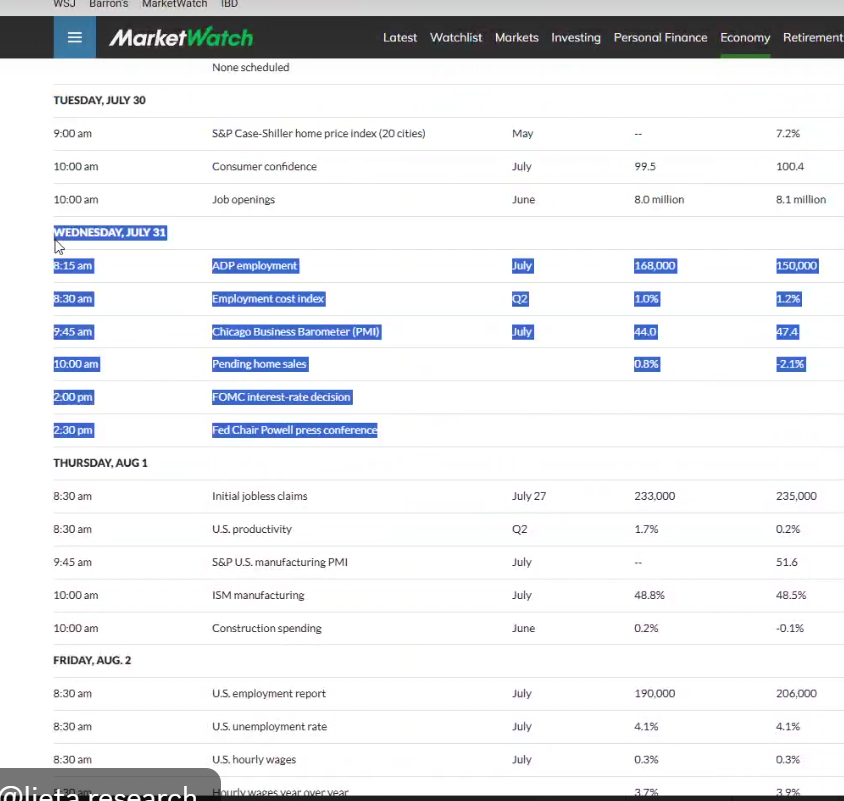 WSJ Barron's MarketWatch IBD
MarketWatch Latest Watchlist Markets Investing Personal Finance Economy Retirement
None scheduled
TUESDAY, JULY 30
9:00 am S&P Case-Shiller home price index (20 cities) May -- 7.2%
10:00 am Consumer confidence July 99.5 100.4
10:00 am Job openings June 8.0 million 8.1 million
WEDNESDAY, JULY 31
8:15 am ADP employment July 168,000 150,000
8:30 am Employment cost index Q2 1.0% 1.2%
9:45 am Chicago Business Barometer (PMI) July 44.0 47.4
10:00 am Pending home sales 0.8% -2.1%
2:00 pm FOMC interest-rate decision
2:30 pm Fed Chair Powell press conference
THURSDAY, AUG 1
8:30 am Initial jobless claims July 27 233,000 235,000
8:30 am U.S. productivity Q2 1.7% 0.2%
9:45 am S&P U.S. manufacturing PMI July -- 51.6
10:00 am ISM manufacturing July 48.8% 48.5%
10:00 am Construction spending June 0.2% -0.1%
FRIDAY, AUG. 2
8:30 am U.S. employment report July 190,000 206,000
8:30 am U.S. unemployment rate July 4.1% 4.1%
8:30 am U.S. hourly wages July 0.3% 0.3%
8:30 am Hourly wages year over year 3.7% 3.9%
@lieta.research